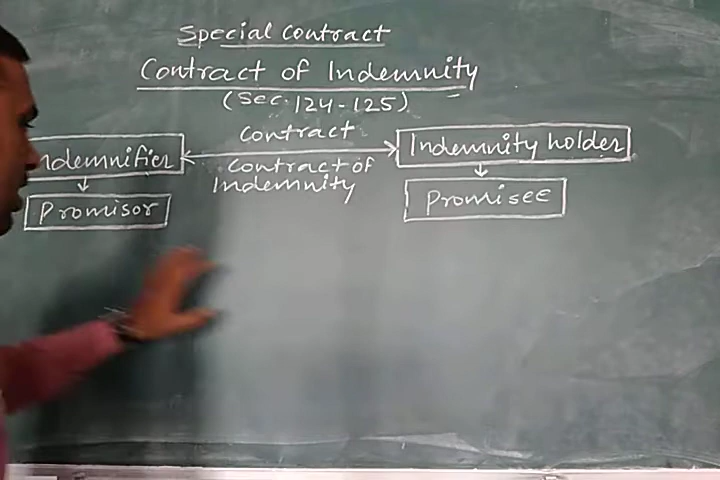 Special Contract
Contract of Indemnity
(Sec. 124-125)
Contract
ndemnifier
Indemnity holder
Contract of
Indemnity
Promisor
Promisee